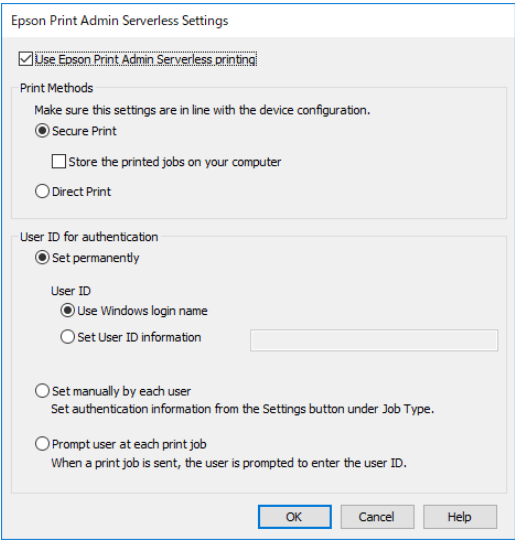 Epson Print Admin Serverless Settings
Use Epson Print Admin Serverless printing
Print Methods
Make sure this settings are in line with the device configuration.
Secure Print
Store the printed jobs on your computer
Direct Print
User ID for authentication
Set permanently
User ID
Use Windows login name
Set User ID information
Set manually by each user
Set authentication information from the Settings button under Job Type.
Prompt user at each print job
When a print job is sent, the user is prompted to enter the user ID.
OK Cancel Help